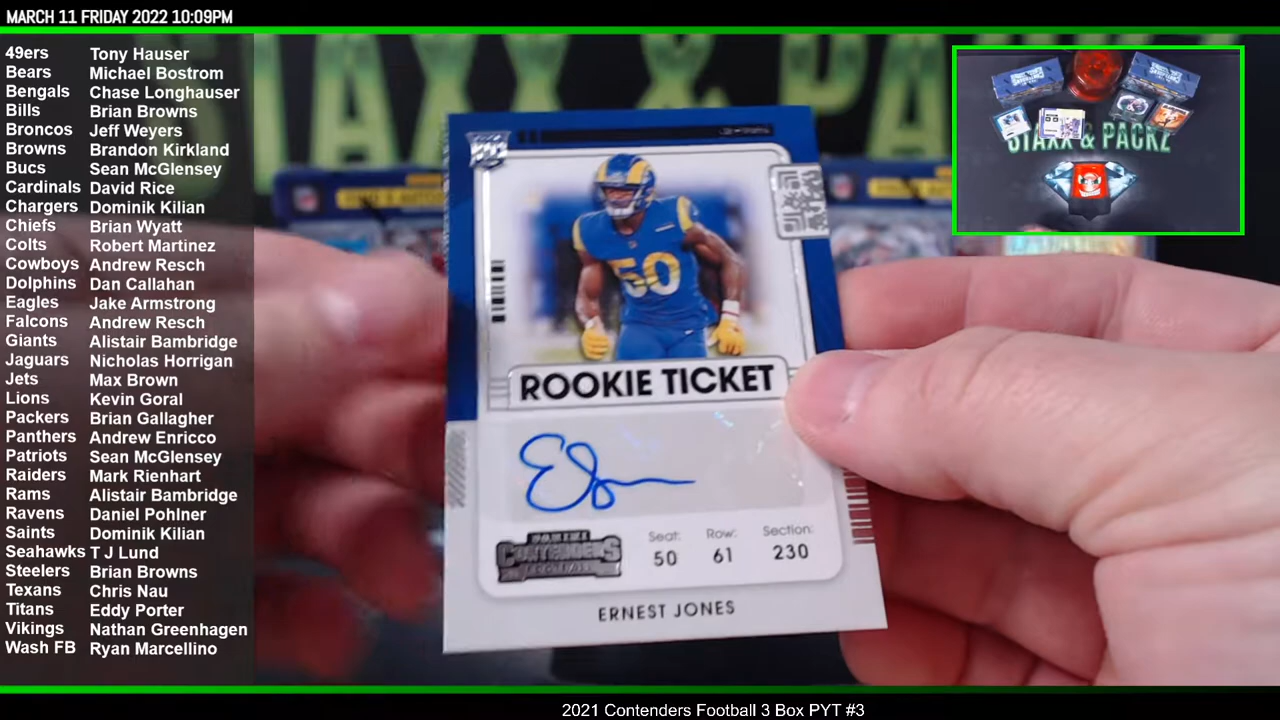 MARCH 11 FRIDAY 2022 10:09PM
49ers Tony Hauser
Bears Michael Bostrom
Bengals Chase Longhauser
Bills Brian Browns
Broncos Jeff Weyers
Browns Brandon Kirkland
Bucs Sean McGlensey
Cardinals David Rice
Chargers Dominik Kilian
Chiefs Brian Wyatt
Colts Robert Martinez
Cowboys Andrew Resch
Dolphins Dan Callahan
Eagles Jake Armstrong
Falcons Andrew Resch
Giants Alistair Bambridge
Jaguars Nicholas Horrigan
Jets Max Brown
Lions Kevin Goral
Packers Brian Gallagher
Panthers Andrew Enricco
Patriots Sean McGlensey
Raiders Mark Rienhart
Rams Alistair Bambridge
Ravens Daniel Pohlner
Saints Dominik Kilian
Seahawks T J Lund
Steelers Brian Browns
Texans Chris Nau
Titans Eddy Porter
Vikings Nathan Greenhagen
Wash FB Ryan Marcellino
STAXX & PA
STAXX & PACKZ
50
ROOKIE TICKET
PANINI
CONTENDERS
FOOTBALL
Seat: Row: Section:
50 61 230
ERNEST JONES
2021 Contenders Football 3 Box PYT #3